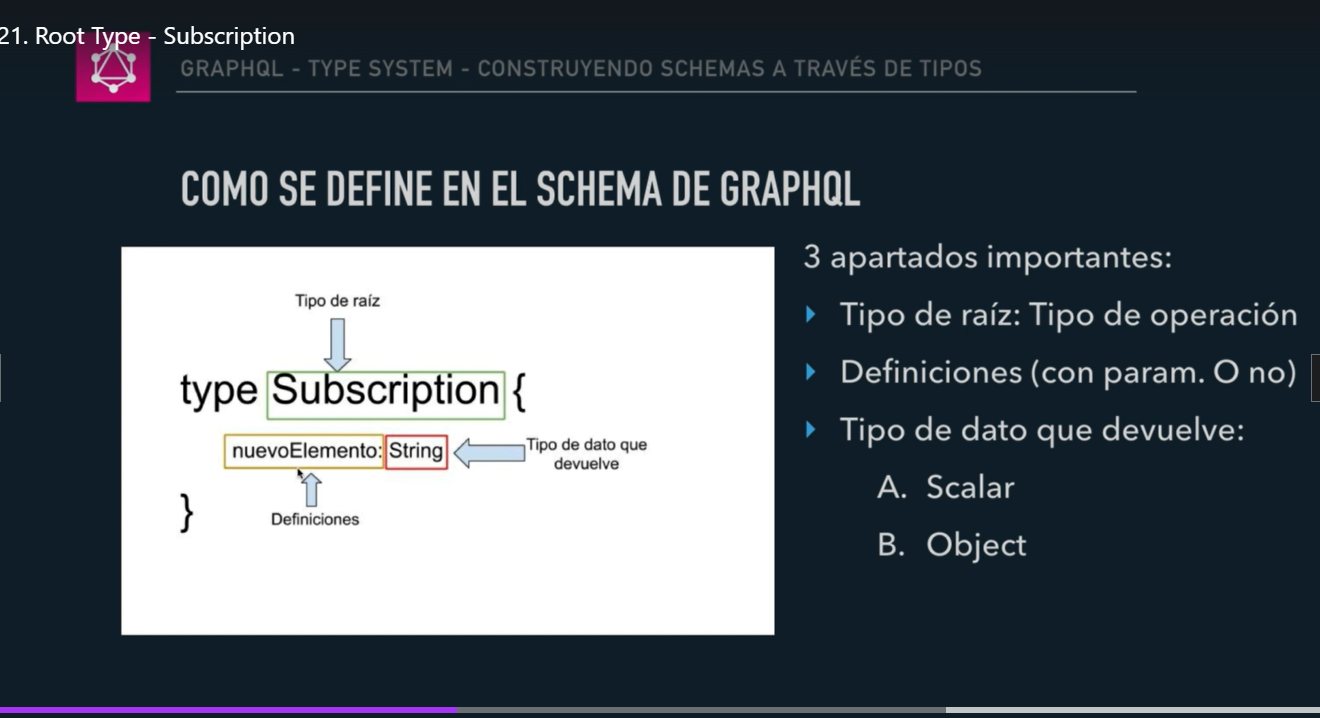 21. Root Type - Subscription
GRAPHQL - TYPE SYSTEM - CONSTRUYENDO SCHEMAS A TRAVÉS DE TIPOS
COMO SE DEFINE EN EL SCHEMA DE GRAPHQL
Tipo de raíz
type Subscription {
nuevoElemento: String
Tipo de dato que
devuelve
}
Definiciones
3 apartados importantes:
Tipo de raíz: Tipo de operación
Definiciones (con param. O no)
Tipo de dato que devuelve:
A. Scalar
B. Object